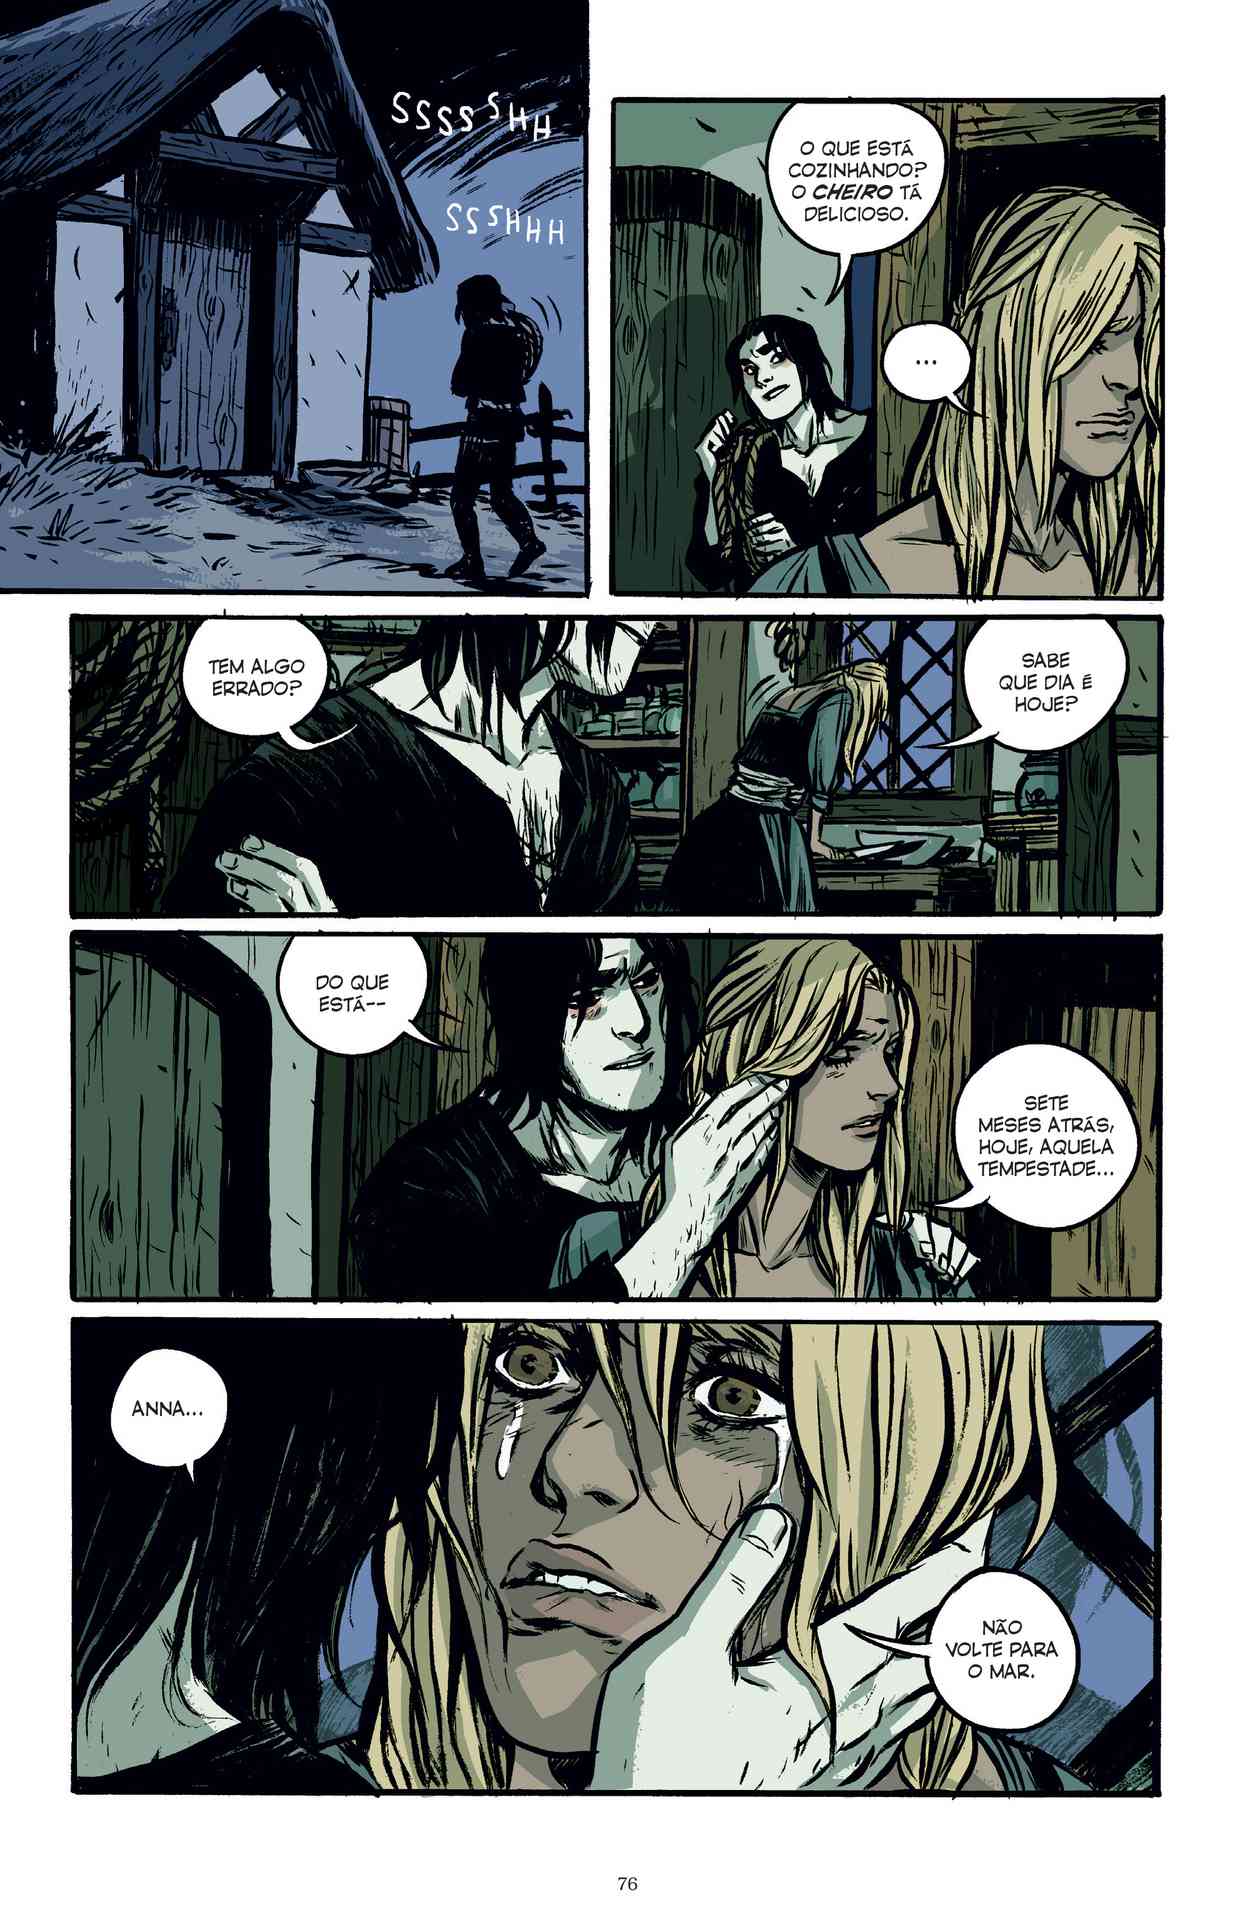 SSSSSHH
SSSHHH
O QUE ESTÁ
COZINHANDO?
O CHEIRO TÁ
DELICIOSO.
...
TEM ALGO
ERRADO?
SABE
QUE DIA É
HOJE?
DO QUE
ESTÁ--
SETE
MESES ATRÁS,
HOJE, AQUELA
TEMPESTADE...
ANNA...
NÃO
VOLTE PARA
O MAR.
76